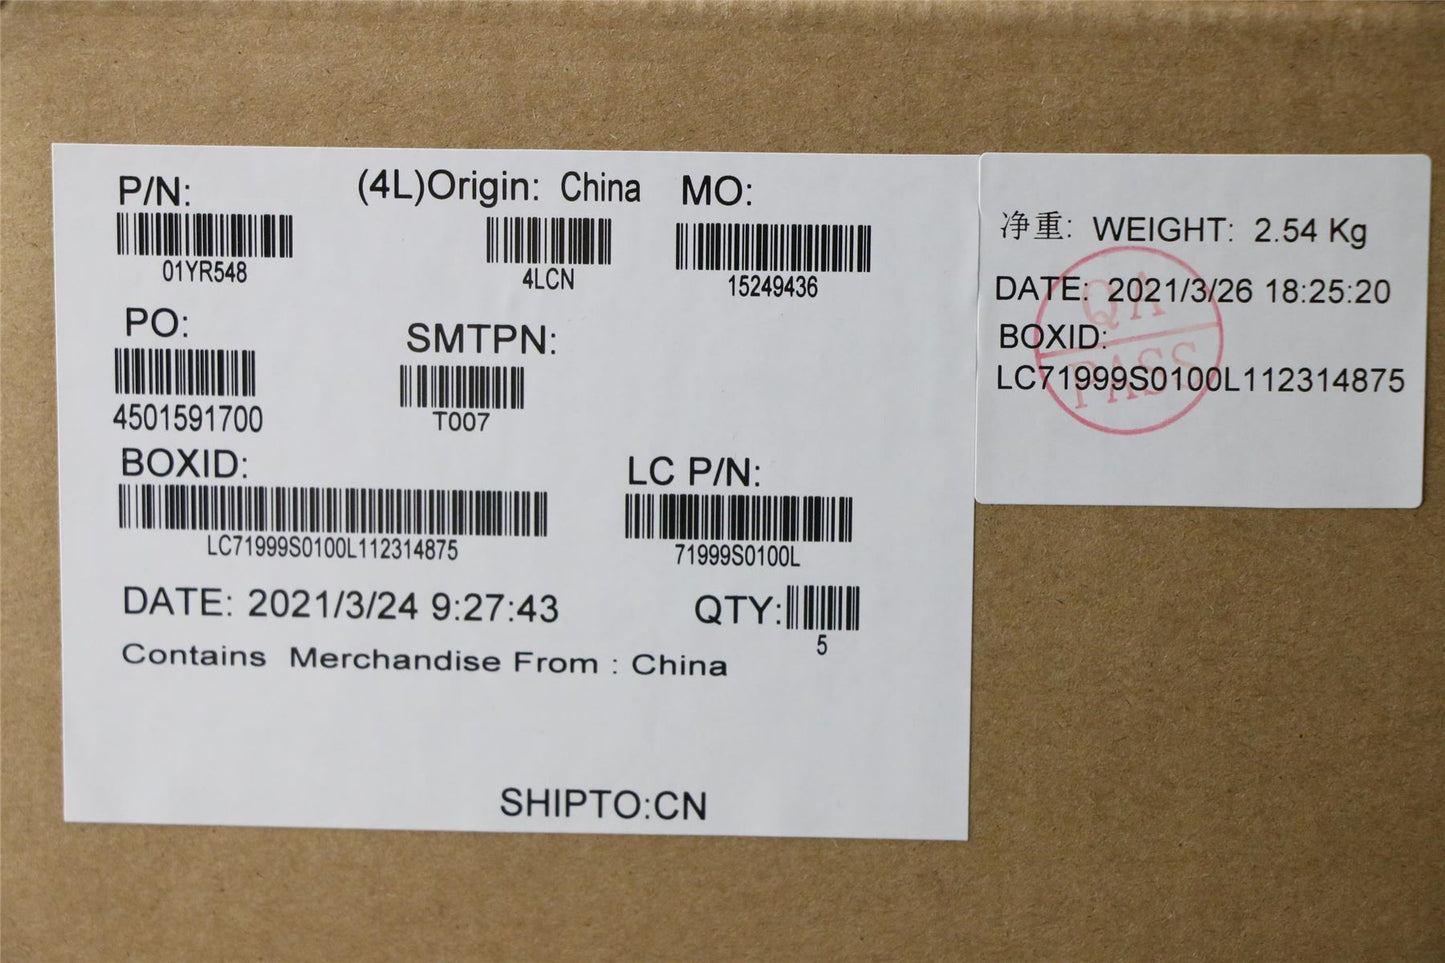 P/N: (4L)Origin: China MO:
01YR548 4LCN 15249436
PO: SMTPN:
4501591700 T007
BOXID: LC P/N:
LC71999S0100L112314875 71999S0100L
DATE: 2021/3/24 9:27:43 QTY:
5
Contains Merchandise From : China
SHIPTO:CN
净重: WEIGHT: 2.54 Kg
DATE: 2021/3/26 18:25:20
BOXID:
LC71999S0100L112314875
QA
PASS